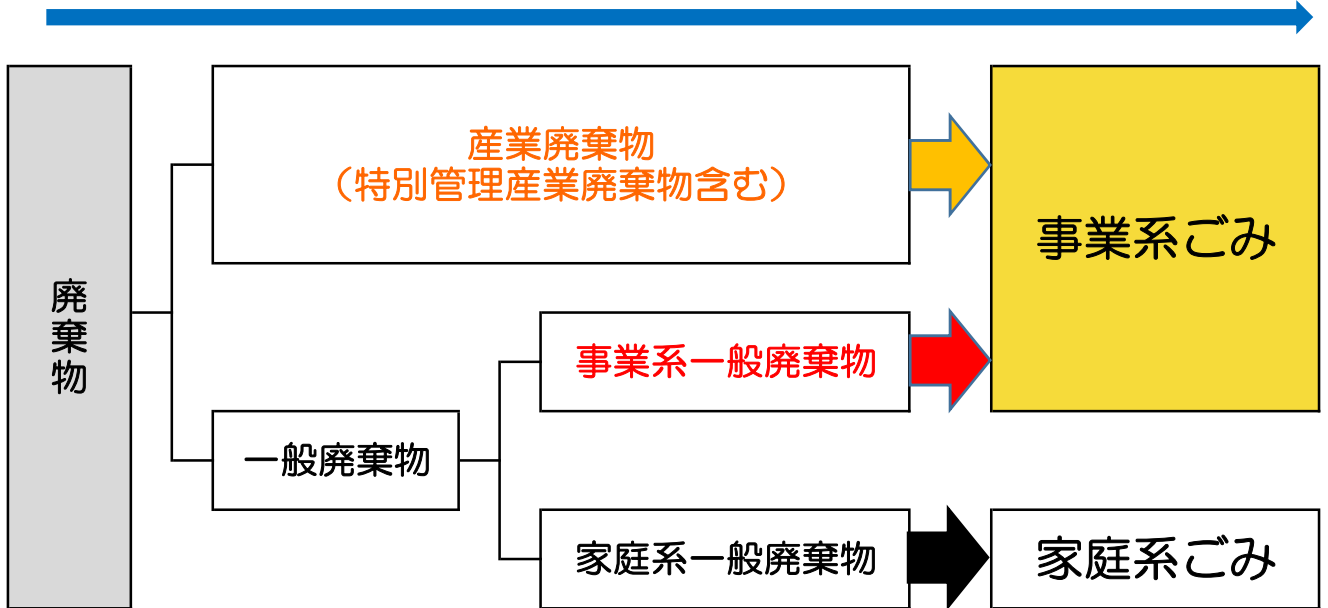 廃棄物
産業廃棄物
（特別管理産業廃棄物含む）
事業系ごみ
事業系一般廃棄物
一般廃棄物
家庭系一般廃棄物
家庭系ごみ